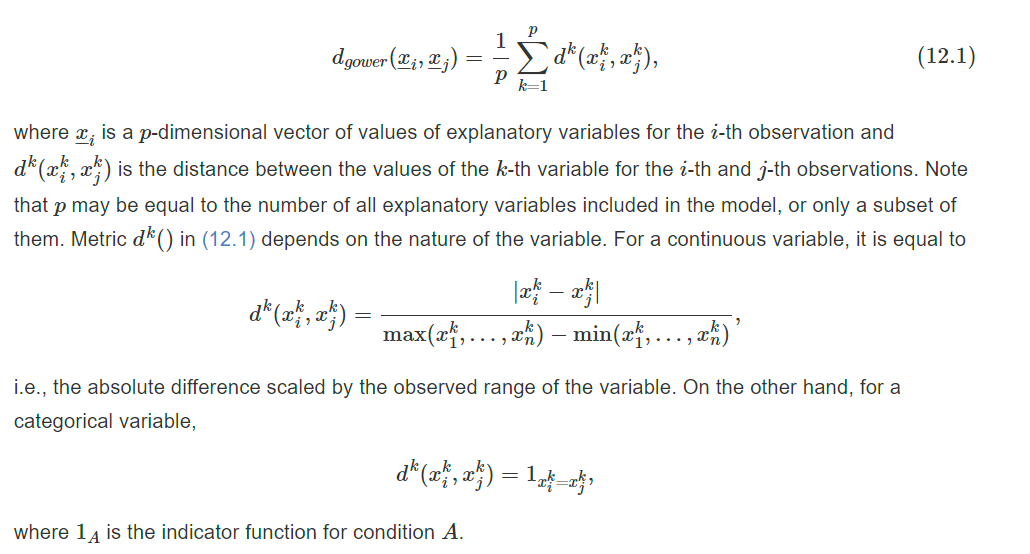 $d_{gower}(\underline{x}_i, \underline{x}_j) = \frac{1}{p} \sum_{k=1}^{p} d^k(x_i^k, x_j^k),$ (12.1)
where $\underline{x}_i$ is a $p$-dimensional vector of values of explanatory variables for the $i$-th observation and
$d^k(x_i^k, x_j^k)$ is the distance between the values of the $k$-th variable for the $i$-th and $j$-th observations. Note
that $p$ may be equal to the number of all explanatory variables included in the model, or only a subset of
them. Metric $d^k()$ in (12.1) depends on the nature of the variable. For a continuous variable, it is equal to
$d^k(x_i^k, x_j^k) = \frac{|x_i^k - x_j^k|}{\max(x_1^k, \ldots, x_n^k) - \min(x_1^k, \ldots, x_n^k)},$
i.e., the absolute difference scaled by the observed range of the variable. On the other hand, for a
categorical variable,
$d^k(x_i^k, x_j^k) = 1_{x_i^k = x_j^k},$
where $1_A$ is the indicator function for condition $A$.